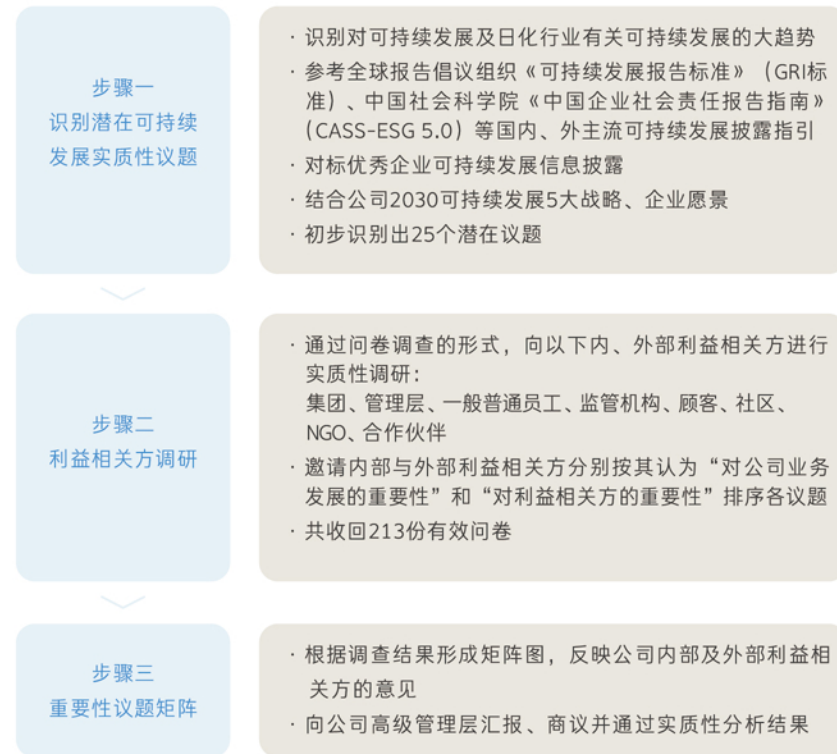 步骤一
识别潜在可持续
发展实质性议题
· 识别对可持续发展及日化行业有关可持续发展的大趋势
· 参考全球报告倡议组织《可持续发展报告标准》（GRI标
准）、中国社会科学院《中国企业社会责任报告指南》
（CASS-ESG 5.0）等国内、外主流可持续发展披露指引
· 对标优秀企业可持续发展信息披露
· 结合公司2030可持续发展5大战略、企业愿景
· 初步识别出25个潜在议题
步骤二
利益相关方调研
· 通过问卷调查的形式，向以下内、外部利益相关方进行
实质性调研：
集团、管理层、一般普通员工、监管机构、顾客、社区、
NGO、合作伙伴
· 邀请内部与外部利益相关方分别按其认为“对公司业务
发展的重要性”和“对利益相关方的重要性”排序各议题
· 共收回213份有效问卷
步骤三
重要性议题矩阵
· 根据调查结果形成矩阵图，反映公司内部及外部利益相
关方的意见
· 向公司高级管理层汇报、商议并通过实质性分析结果